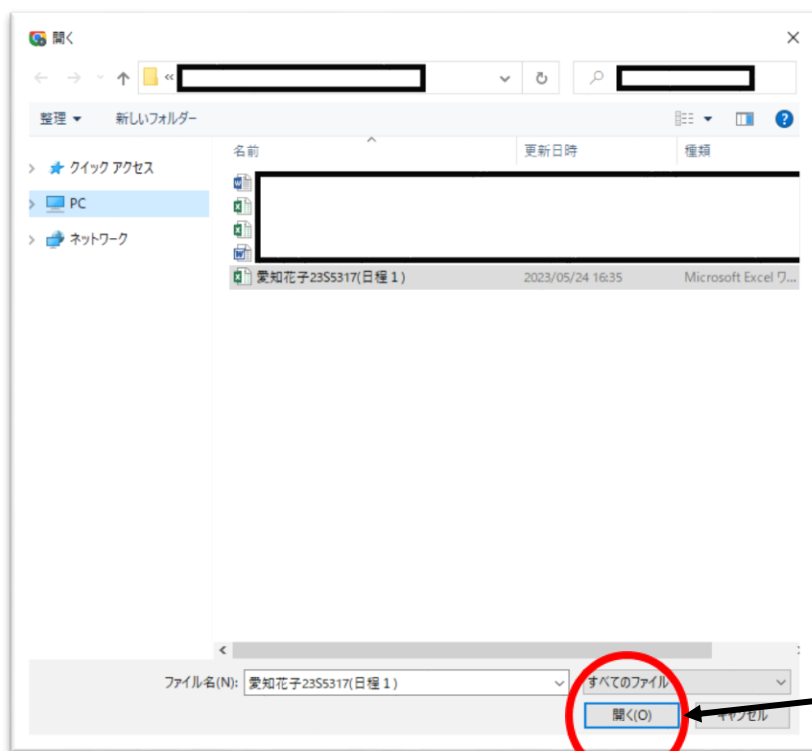 開く
整理
新しいフォルダー
名前 更新日時 種類
クイック アクセス
PC
ネットワーク
愛知花子23S5317(日程１) 2023/05/24 16:35 Microsoft Excel ワ...
ファイル名(N): 愛知花子23S5317(日程１) すべてのファイル
開く(O) キャンセル